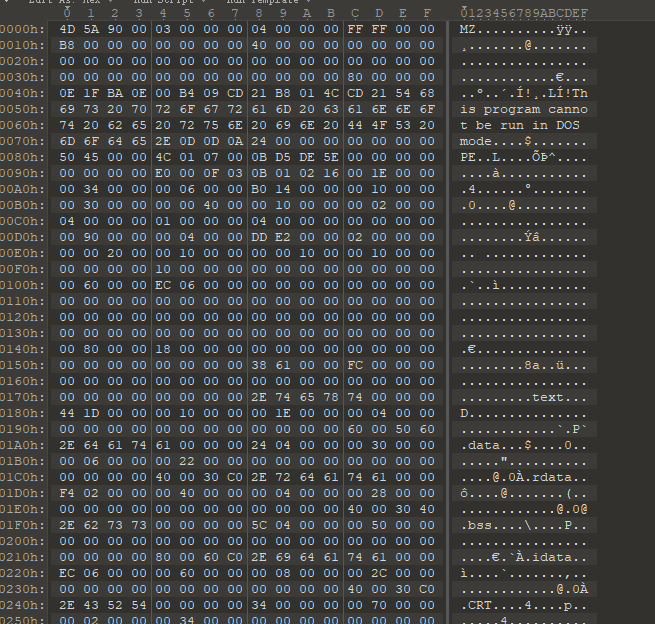 0 1 2 3 4 5 6 7 8 9 A B C D E F 0123456789ABCDEF
0000h: 4D 5A 90 00 03 00 00 00 04 00 00 00 FF FF 00 00 MZ..........ÿÿ..
0010h: B8 00 00 00 00 00 00 00 40 00 00 00 00 00 00 00 ¸.......@.......
0020h: 00 00 00 00 00 00 00 00 00 00 00 00 00 00 00 00 ................
0030h: 00 00 00 00 00 00 00 00 00 00 00 00 80 00 00 00 ............€...
0040h: 0E 1F BA 0E 00 B4 09 CD 21 B8 01 4C CD 21 54 68 ..º..´.Í!¸.LÍ!Th
0050h: 69 73 20 70 72 6F 67 72 61 6D 20 63 61 6E 6E 6F is program canno
0060h: 74 20 62 65 20 72 75 6E 20 69 6E 20 44 4F 53 20 t be run in DOS
0070h: 6D 6F 64 65 2E 0D 0D 0A 24 00 00 00 00 00 00 00 mode....$.......
0080h: 50 45 00 00 4C 01 07 00 0B D5 DE 5E 00 00 00 00 PE..L....ÕÞ^....
0090h: 00 00 00 00 E0 00 0F 03 0B 01 02 16 00 1E 00 00 ....à...........
00A0h: 00 34 00 00 00 06 00 00 B0 14 00 00 00 10 00 00 .4......°.......
00B0h: 00 30 00 00 00 00 40 00 00 10 00 00 00 02 00 00 .0....@.........
00C0h: 04 00 00 00 01 00 00 00 04 00 00 00 00 00 00 00 ................
00D0h: 00 90 00 00 00 04 00 00 DD E2 00 00 02 00 00 00 ........Ýâ......
00E0h: 00 00 20 00 00 10 00 00 00 00 10 00 00 10 00 00 .. .............
00F0h: 00 00 00 00 10 00 00 00 00 00 00 00 00 00 00 00 ................
0100h: 00 60 00 00 EC 06 00 00 00 00 00 00 00 00 00 00 .`..ì...........
0110h: 00 00 00 00 00 00 00 00 00 00 00 00 00 00 00 00 ................
0120h: 00 00 00 00 00 00 00 00 00 00 00 00 00 00 00 00 ................
0130h: 00 00 00 00 00 00 00 00 00 00 00 00 00 00 00 00 ................
0140h: 00 80 00 00 18 00 00 00 00 00 00 00 00 00 00 00 .€..............
0150h: 00 00 00 00 00 00 00 00 38 61 00 00 FC 00 00 00 ........8a..ü...
0160h: 00 00 00 00 00 00 00 00 00 00 00 00 00 00 00 00 ................
0170h: 00 00 00 00 00 00 00 00 2E 74 65 78 74 00 00 00 .........text...
0180h: 44 1D 00 00 00 10 00 00 00 1E 00 00 00 04 00 00 D...............
0190h: 00 00 00 00 00 00 00 00 00 00 00 00 60 00 50 60 ............`.P`
01A0h: 2E 64 61 74 61 00 00 00 24 04 00 00 00 30 00 00 .data...$....0..
01B0h: 00 06 00 00 00 22 00 00 00 00 00 00 00 00 00 00 ....."..........
01C0h: 00 00 00 00 40 00 30 C0 2E 72 64 61 74 61 00 00 ....@.0À.rdata..
01D0h: F4 02 00 00 00 40 00 00 00 04 00 00 00 28 00 00 ô....@.......(..
01E0h: 00 00 00 00 00 00 00 00 00 00 00 00 40 00 30 40 ............@.0@
01F0h: 2E 62 73 73 00 00 00 00 5C 04 00 00 00 50 00 00 .bss....\....P..
0200h: 00 00 00 00 00 00 00 00 00 00 00 00 00 00 00 00 ................
0210h: 00 00 00 00 80 00 60 C0 2E 69 64 61 74 61 00 00 ....€.`À.idata..
0220h: EC 06 00 00 00 60 00 00 00 08 00 00 00 2C 00 00 ì....`.......,..
0230h: 00 00 00 00 00 00 00 00 00 00 00 00 40 00 30 C0 ............@.0À
0240h: 2E 43 52 54 00 00 00 00 34 00 00 00 00 70 00 00 .CRT....4....p..
0250h: 00 02 00 00 00 34 00 00 00 00 00 00 00 00 00 00 .....4..........